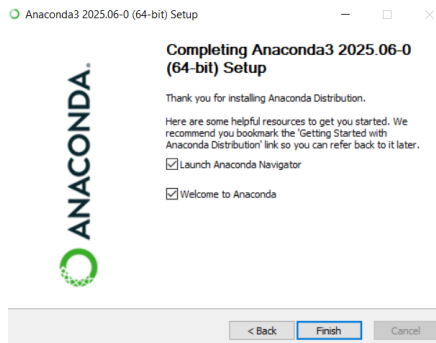 Anaconda3 2025.06-0 (64-bit) Setup
ANACONDA.
Completing Anaconda3 2025.06-0
(64-bit) Setup
Thank you for installing Anaconda Distribution.
Here are some helpful resources to get you started. We
recommend you bookmark the 'Getting Started with
Anaconda Distribution' link so you can refer back to it later.
Launch Anaconda Navigator
Welcome to Anaconda
< Back
Finish
Cancel